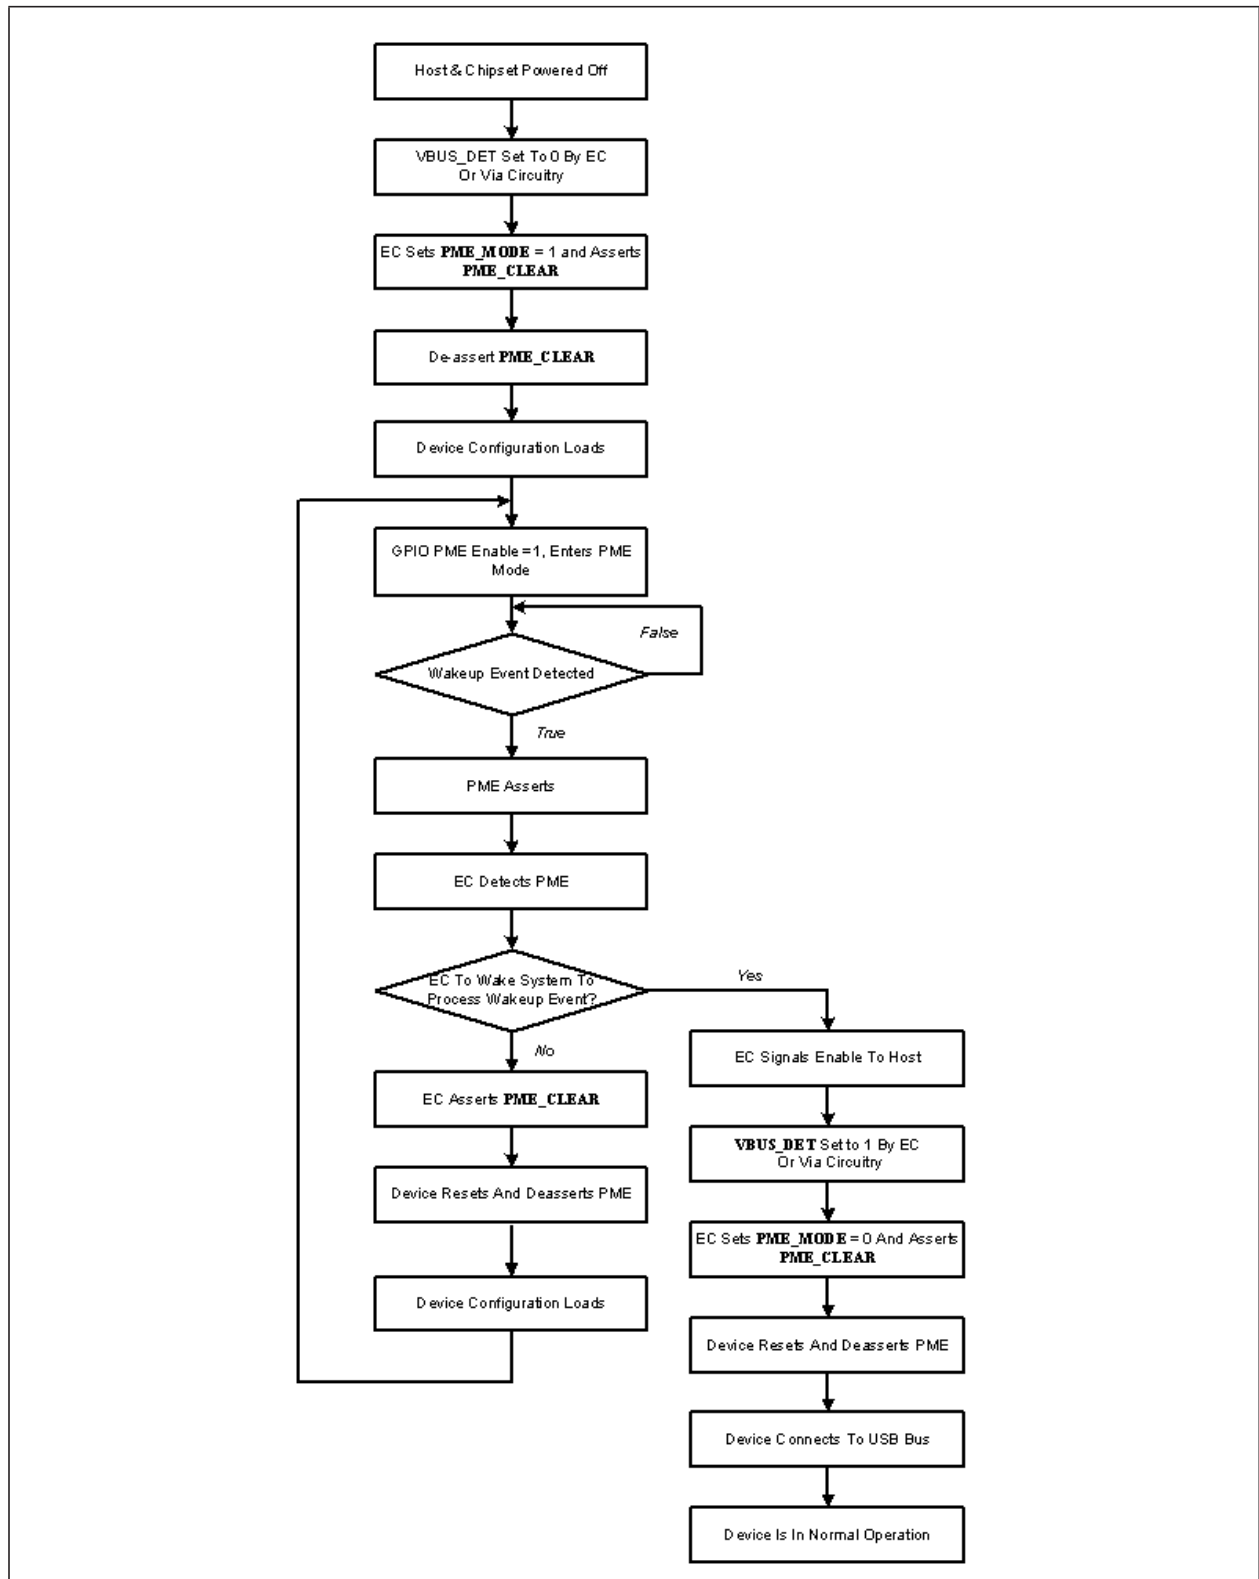 Host & Chipset Powered Off
VBUS_DET Set To 0 By EC
Or Via Circuitry
EC Sets PME_MODE = 1 and Asserts
PME_CLEAR
De-assert PME_CLEAR
Device Configuration Loads
GPIO PME Enable = 1, Enters PME
Mode
False
Wakeup Event Detected
True
PME Asserts
EC Detects PME
EC To Wake System To
Process Wakeup Event?
Yes
No
EC Asserts PME_CLEAR
Device Resets And Deasserts PME
Device Configuration Loads
EC Signals Enable To Host
VBUS_DET Set to 1 By EC
Or Via Circuitry
EC Sets PME_MODE = 0 And Asserts
PME_CLEAR
Device Resets And Deasserts PME
Device Connects To USB Bus
Device Is In Normal Operation